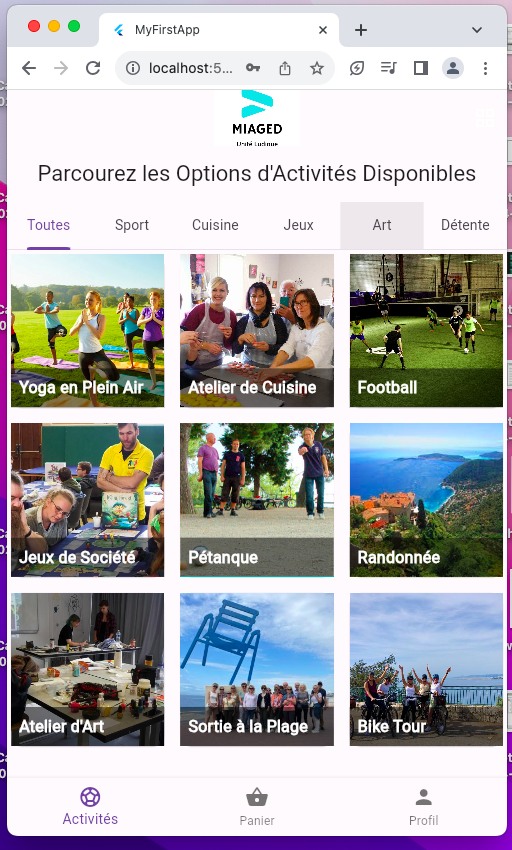 MyFirstApp
localhost:5...
MIAGED
Unité Ludique
Parcourez les Options d'Activités Disponibles
Toutes
Sport
Cuisine
Jeux
Art
Détente
Yoga en Plein Air
Atelier de Cuisine
Football
Jeux de Société
Pétanque
Randonnée
Atelier d'Art
Sortie à la Plage
Bike Tour
Activités
Panier
Profil